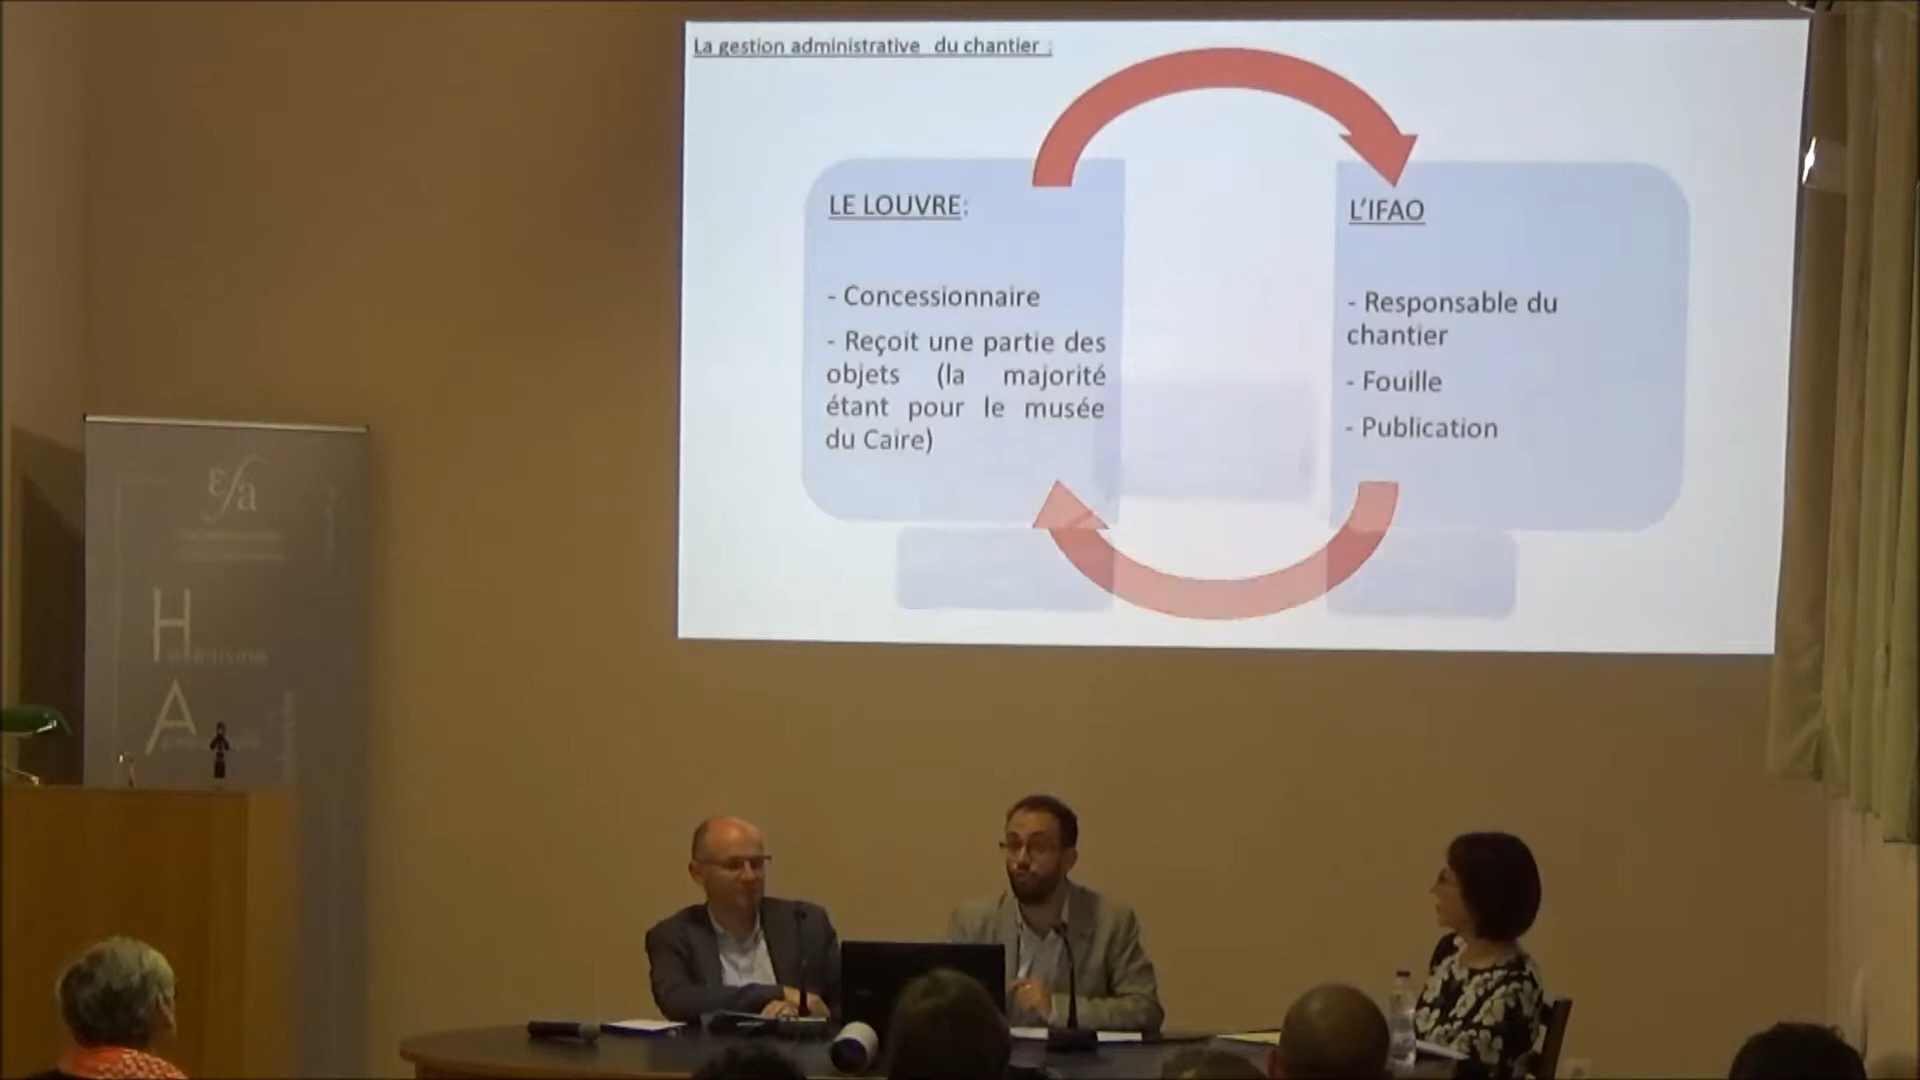 La gestion administrative du chantier :
LE LOUVRE:
- Concessionnaire
- Reçoit une partie des
objets (la majorité
étant pour le musée
du Caire)
L'IFAO
- Responsable du
chantier
- Fouille
- Publication
εfa
H
A